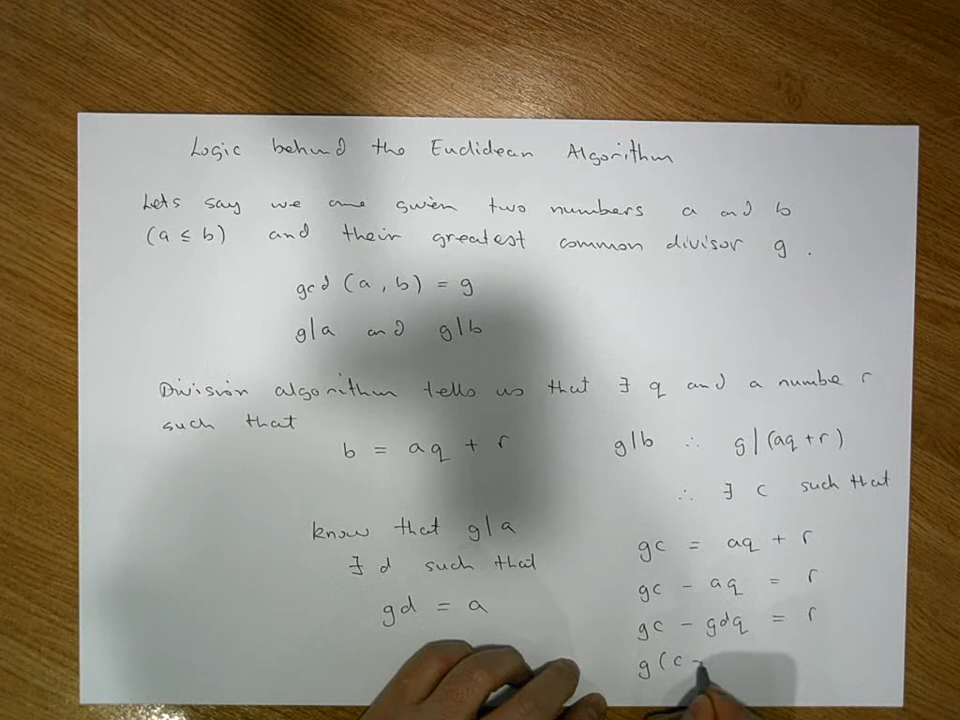 Logic behind the Euclidean Algorithm
Lets say we are given two numbers a and b
(a ≤ b) and their greatest common divisor g .
gcd (a , b) = g
g|a and g|b
Division algorithm tells us that ∃ q and a number r
such that
b = aq + r
g|b ∴ g|(aq + r)
∴ ∃ c such that
know that g|a
∃ d such that
gd = a
gc = aq + r
gc - aq = r
gc - gdq = r
g(c -